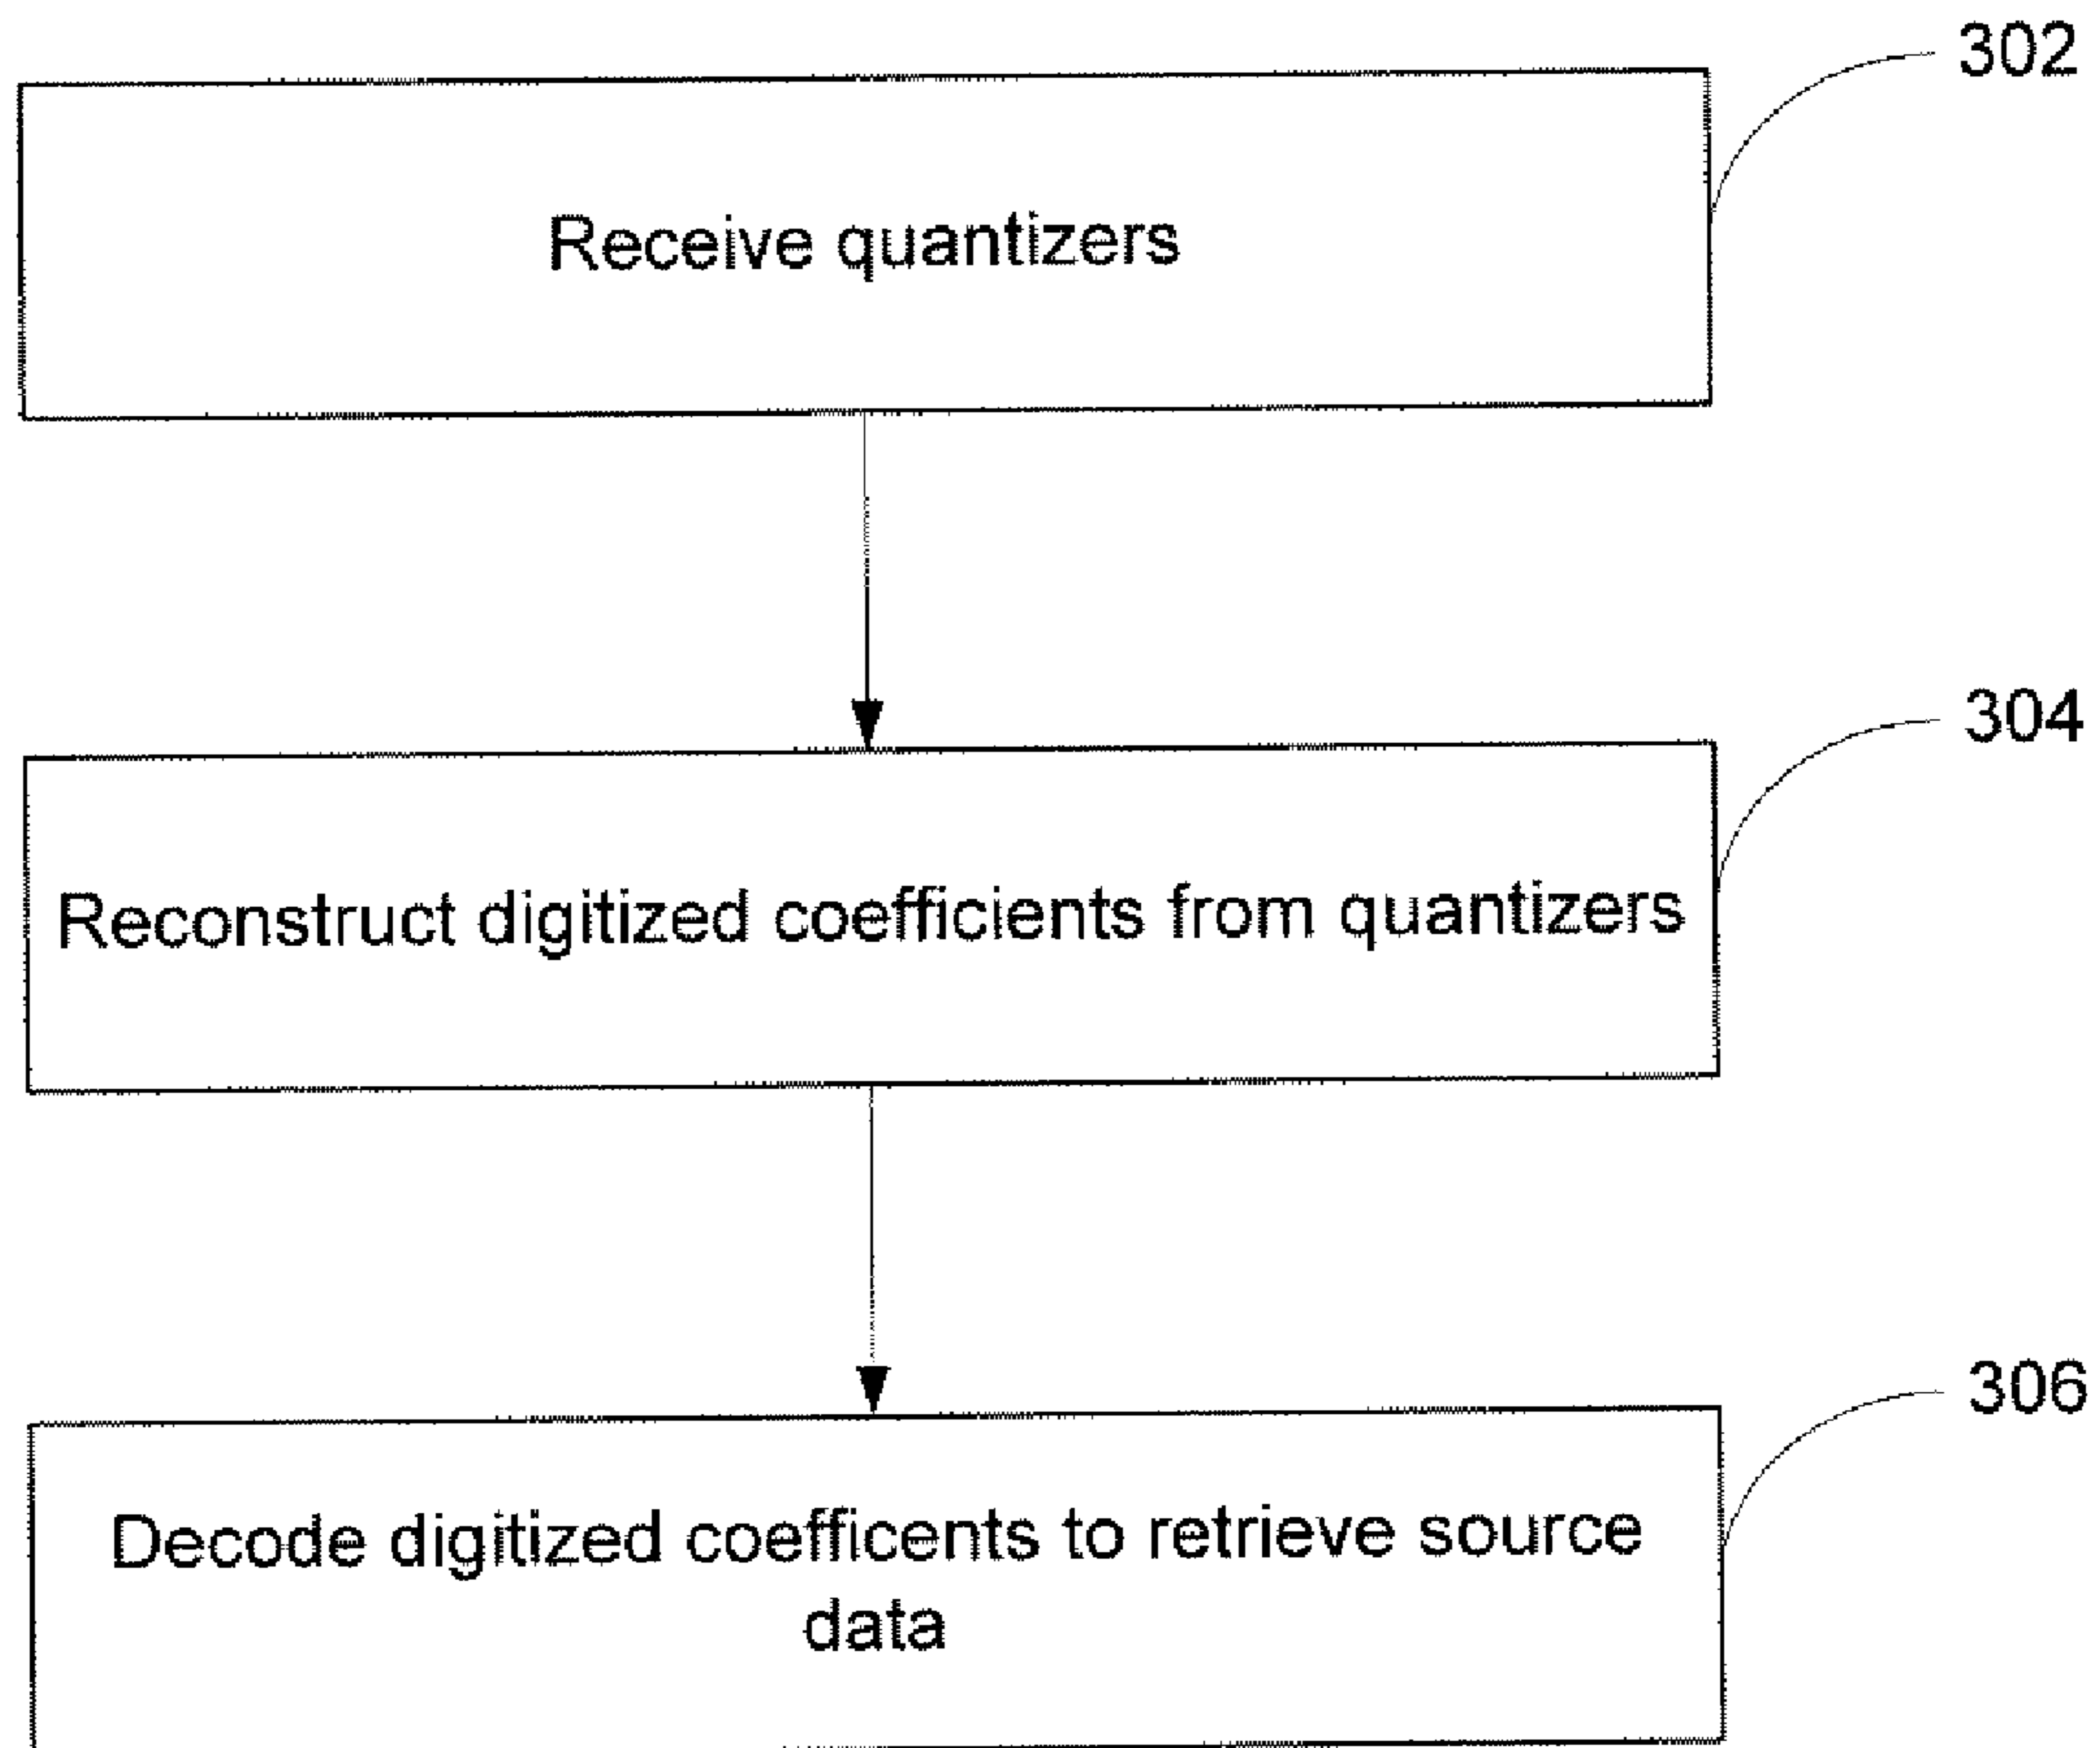 302
Receive quantizers
304
Reconstruct digitized coefficients from quantizers
306
Decode digitized coefficents to retrieve source
data